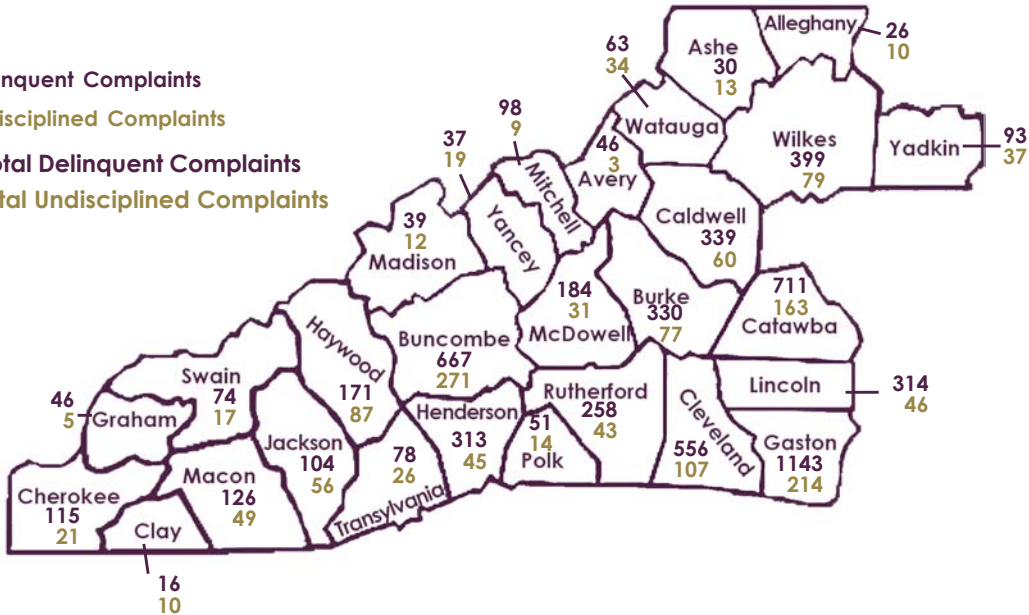 nquent Complaints
isciplined Complaints
otal Delinquent Complaints
tal Undisciplined Complaints
Alleghany
26
10
Ashe
30
13
63
34
Watauga
Wilkes
399
79
Yadkin
93
37
98
9
Mitchell
46
3
Avery
37
19
Yancey
Caldwell
339
60
39
12
Madison
184
31
McDowell
Burke
330
77
711
163
Catawba
Haywood
171
87
Buncombe
667
271
Swain
74
17
46
5
Graham
Rutherford
258
43
Cleveland
556
107
Lincoln
314
46
Henderson
313
45
51
14
Polk
Gaston
1143
214
Jackson
104
56
78
26
Transylvania
Macon
126
49
Cherokee
115
21
Clay
16
10